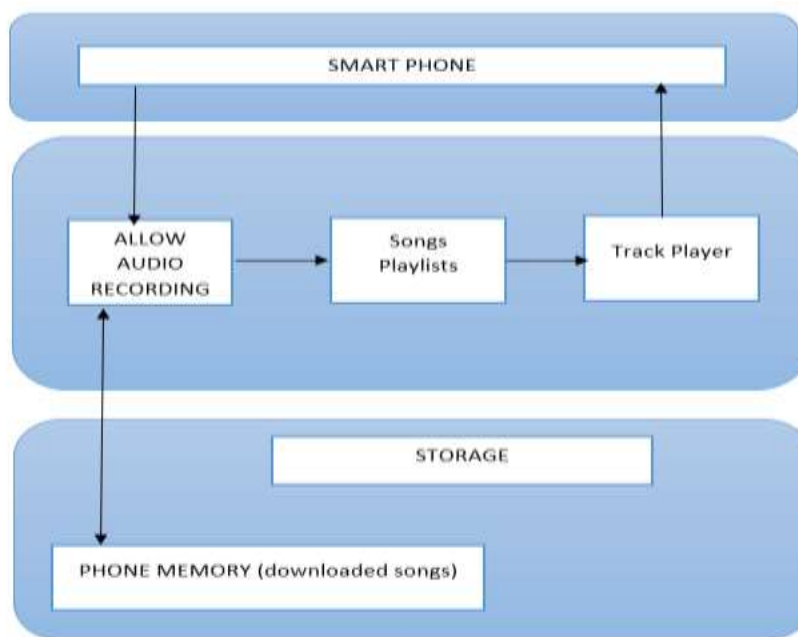 SMART PHONE
ALLOW
AUDIO
RECORDING
Songs
Playlists
Track Player
STORAGE
PHONE MEMORY (downloaded songs)